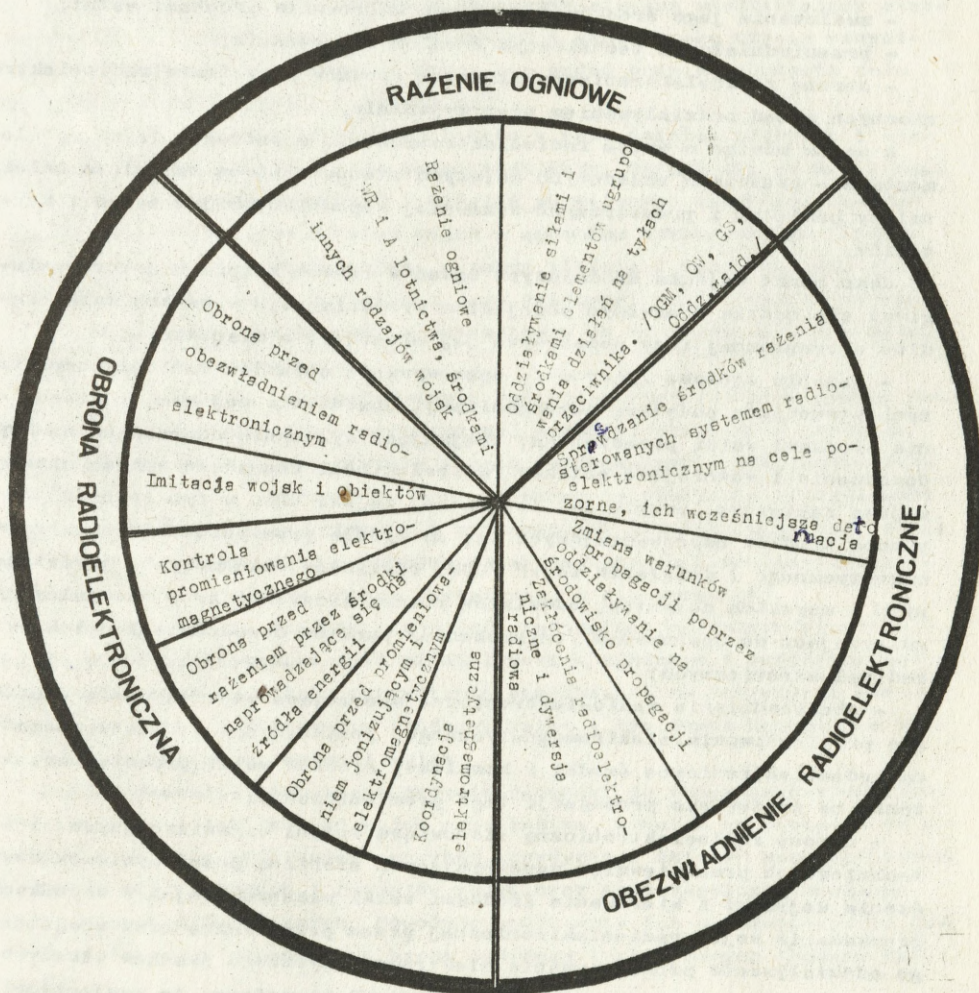 RAŻENIE OGNIOWE
Rażenie ogniowe
WR i A lotnictwa, środkami
innych rodzajów wojsk
Oddziaływanie siłami i
środkami elementów ugrupo
wania działań na tyłach
przeciwnika, /OGM, OW, GS,
Oddz.rajd./
OBEZWŁADNIENIE RADIOELEKTRONICZNE
Sprowadzanie środków rażenia
sterowanych systemem radio-
elektronicznym na cele po-
zorne, ich wcześniejsza deto
nacja
Zmiana warunków
propagacji poprzez
oddziaływanie na
środowisko propagacji
Zakłócenia radioelektro-
niczne i dywersja
radiowa
OBRONA RADIOELEKTRONICZNA
Obrona przed
obezwładnieniem radio-
elektronicznym
Imitacja wojsk i obiektów
Kontrola
promieniowania elektro-
magnetycznego
Obrona przed
rażeniem przez środki
naprowadzające się na
źródła energii
Obrona przed promieniowa-
niem jonizującym i
elektromagnetycznym
Koordynacja
elektromagnetyczna